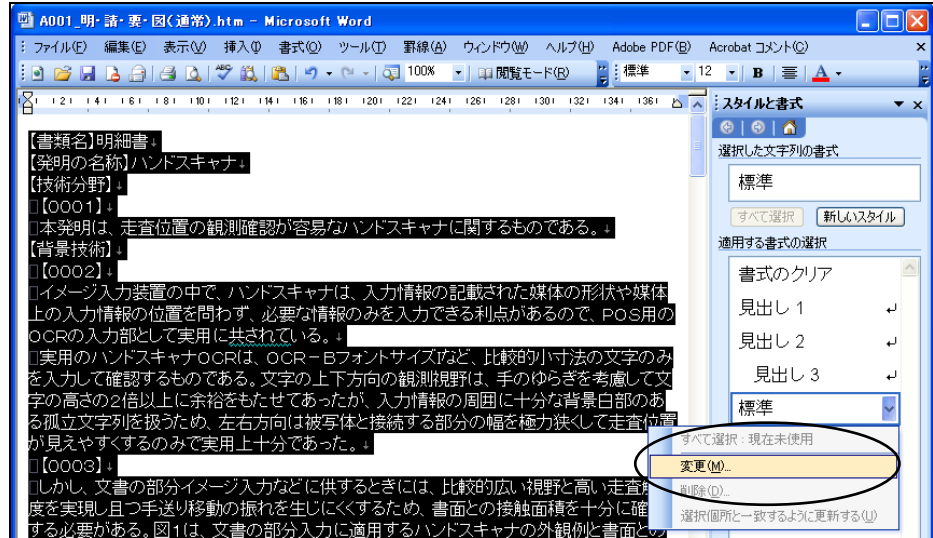 A001_明・請・要・図(通常).htm - Microsoft Word
ファイル(F) 編集(E) 表示(V) 挿入(I) 書式(O) ツール(T) 罫線(A) ウィンドウ(W) ヘルプ(H) Adobe PDF(B) Acrobat コメント(C)
100% 閲覧モード(R) 標準 12 B A
2 4 6 8 10 12 14 16 18 20 22 24 26 28 30 32 34 36
【書類名】明細書↓
【発明の名称】ハンドスキャナ↓
【技術分野】↓
【0001】↓
本発明は、走査位置の観測確認が容易なハンドスキャナに関するものである。↓
【背景技術】↓
【0002】↓
イメージ入力装置の中で、ハンドスキャナは、入力情報の記載された媒体の形状や媒体
上の入力情報の位置を問わず、必要な情報のみを入力できる利点があるので、POS用の
OCRの入力部として実用に共されている。↓
実用のハンドスキャナOCRは、OCR-Bフォントサイズなど、比較的小寸法の文字のみ
を入力して確認するものである。文字の上下方向の観測視野は、手のゆらぎを考慮して文
字の高さの2倍以上に余裕をもたせてあったが、入力情報の周囲に十分な背景白部のあ
る孤立文字列を扱うため、左右方向は被写体と接続する部分の幅を極力狭くして走査位置
が見えやすくするのみで実用上十分であった。↓
【0003】↓
しかし、文書の部分イメージ入力などに供するときには、比較的広い視野と高い走査
度を実現し且つ手送り移動の振れを生じにくくするため、書面との接触面積を十分に確
する必要がある。図1は、文書の部分入力に適用するハンドスキャナの外観例と書面との
スタイルと書式
選択した文字列の書式
標準
すべて選択 新しいスタイル
適用する書式の選択
書式のクリア
見出し 1
見出し 2
見出し 3
標準
すべて選択 : 現在未使用
変更(M)...
削除(D)...
選択個所と一致するように更新する(U)